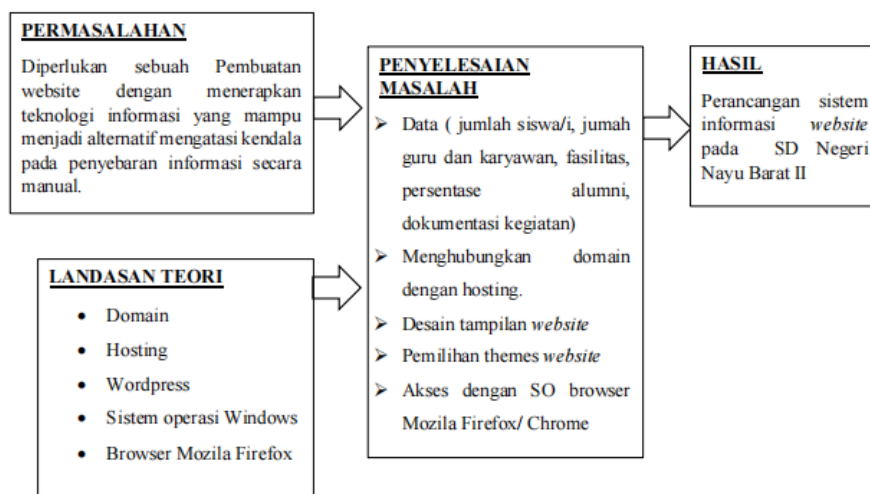 PERMASALAHAN
Diperlukan sebuah Pembuatan
website dengan menerapkan
teknologi informasi yang mampu
menjadi alternatif mengatasi kendala
pada penyebaran informasi secara
manual.
LANDASAN TEORI
• Domain
• Hosting
• Wordpress
• Sistem operasi Windows
• Browser Mozila Firefox
PENYELESAIAN
MASALAH
➢ Data ( jumlah siswa/i, jumah
guru dan karyawan, fasilitas,
persentase alumni,
dokumentasi kegiatan)
➢ Menghubungkan domain
dengan hosting.
➢ Desain tampilan website
➢ Pemilihan themes website
➢ Akses dengan SO browser
Mozila Firefox/ Chrome
HASIL
Perancangan sistem
informasi website
pada SD Negeri
Nayu Barat II